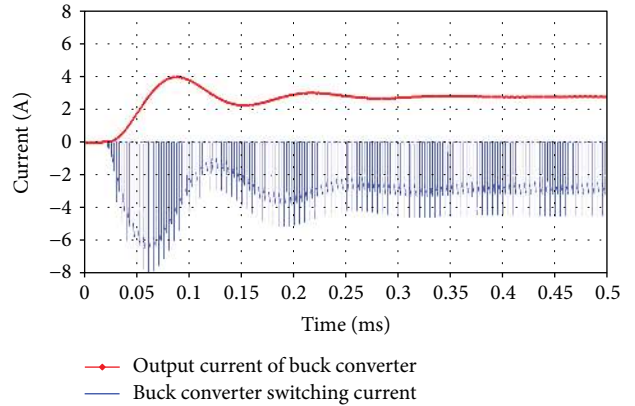 8
6
4
2
0
−2
−4
−6
−8
Current (A)
0 0.05 0.1 0.15 0.2 0.25 0.3 0.35 0.4 0.45 0.5
Time (ms)
Output current of buck converter
Buck converter switching current